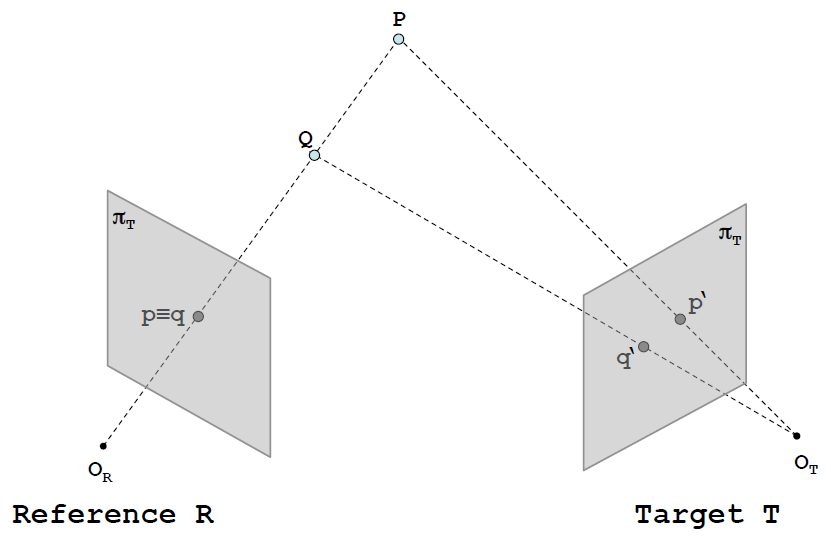 P
Q
π_T
π_T
p≡q
p‵
q‵
O_R
O_T
Reference R
Target T